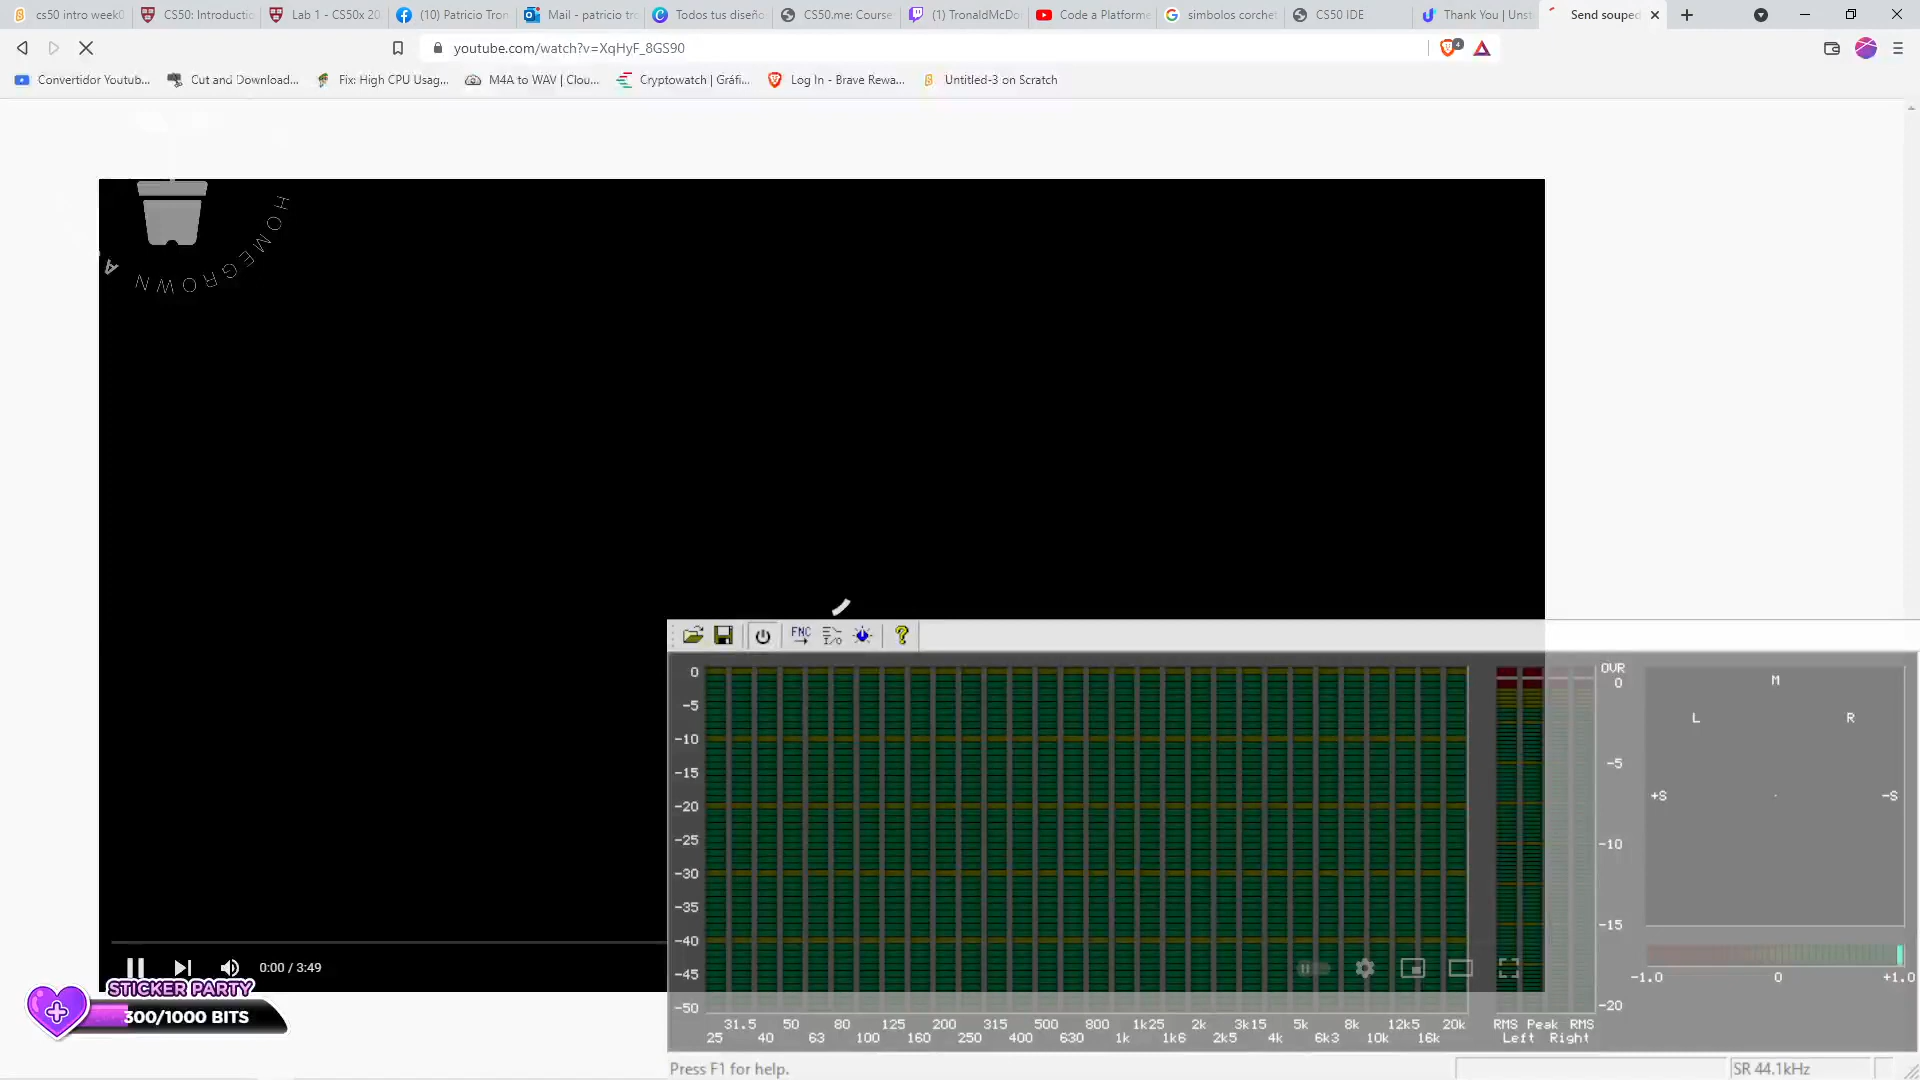 cs50 intro week0
CS50: Introductio
Lab 1 - CS50x 20
(10) Patricio Tron
Mail - patricio tro
Todos tus diseño
CS50.me: Course
(1) TronaldMcDo
Code a Platforme
simbolos corchet
CS50 IDE
Thank You | Unst
Send souped
youtube.com/watch?v=XqHyF_8GS90
4
Convertidor Youtub...
Cut and Download...
Fix: High CPU Usag...
M4A to WAV | Clou...
Cryptowatch | Gráfi...
Log In - Brave Rewa...
Untitled-3 on Scratch
HOMEGROWN
FNC
I/O
0
-5
-10
-15
-20
-25
-30
-35
-40
-45
-50
31.5 50 80 125 200 315 500 800 1k25 2k 3k15 5k 8k 12k5 20k
25 40 63 100 160 250 400 630 1k 1k6 2k5 4k 6k3 10k 16k
OVR
0
-5
-10
-15
-20
RMS Peak RMS
Left Right
M
L R
+S -S
-1.0 0 +1.0
0:00 / 3:49
STICKER PARTY
300/1000 BITS
Press F1 for help.
SR 44.1kHz